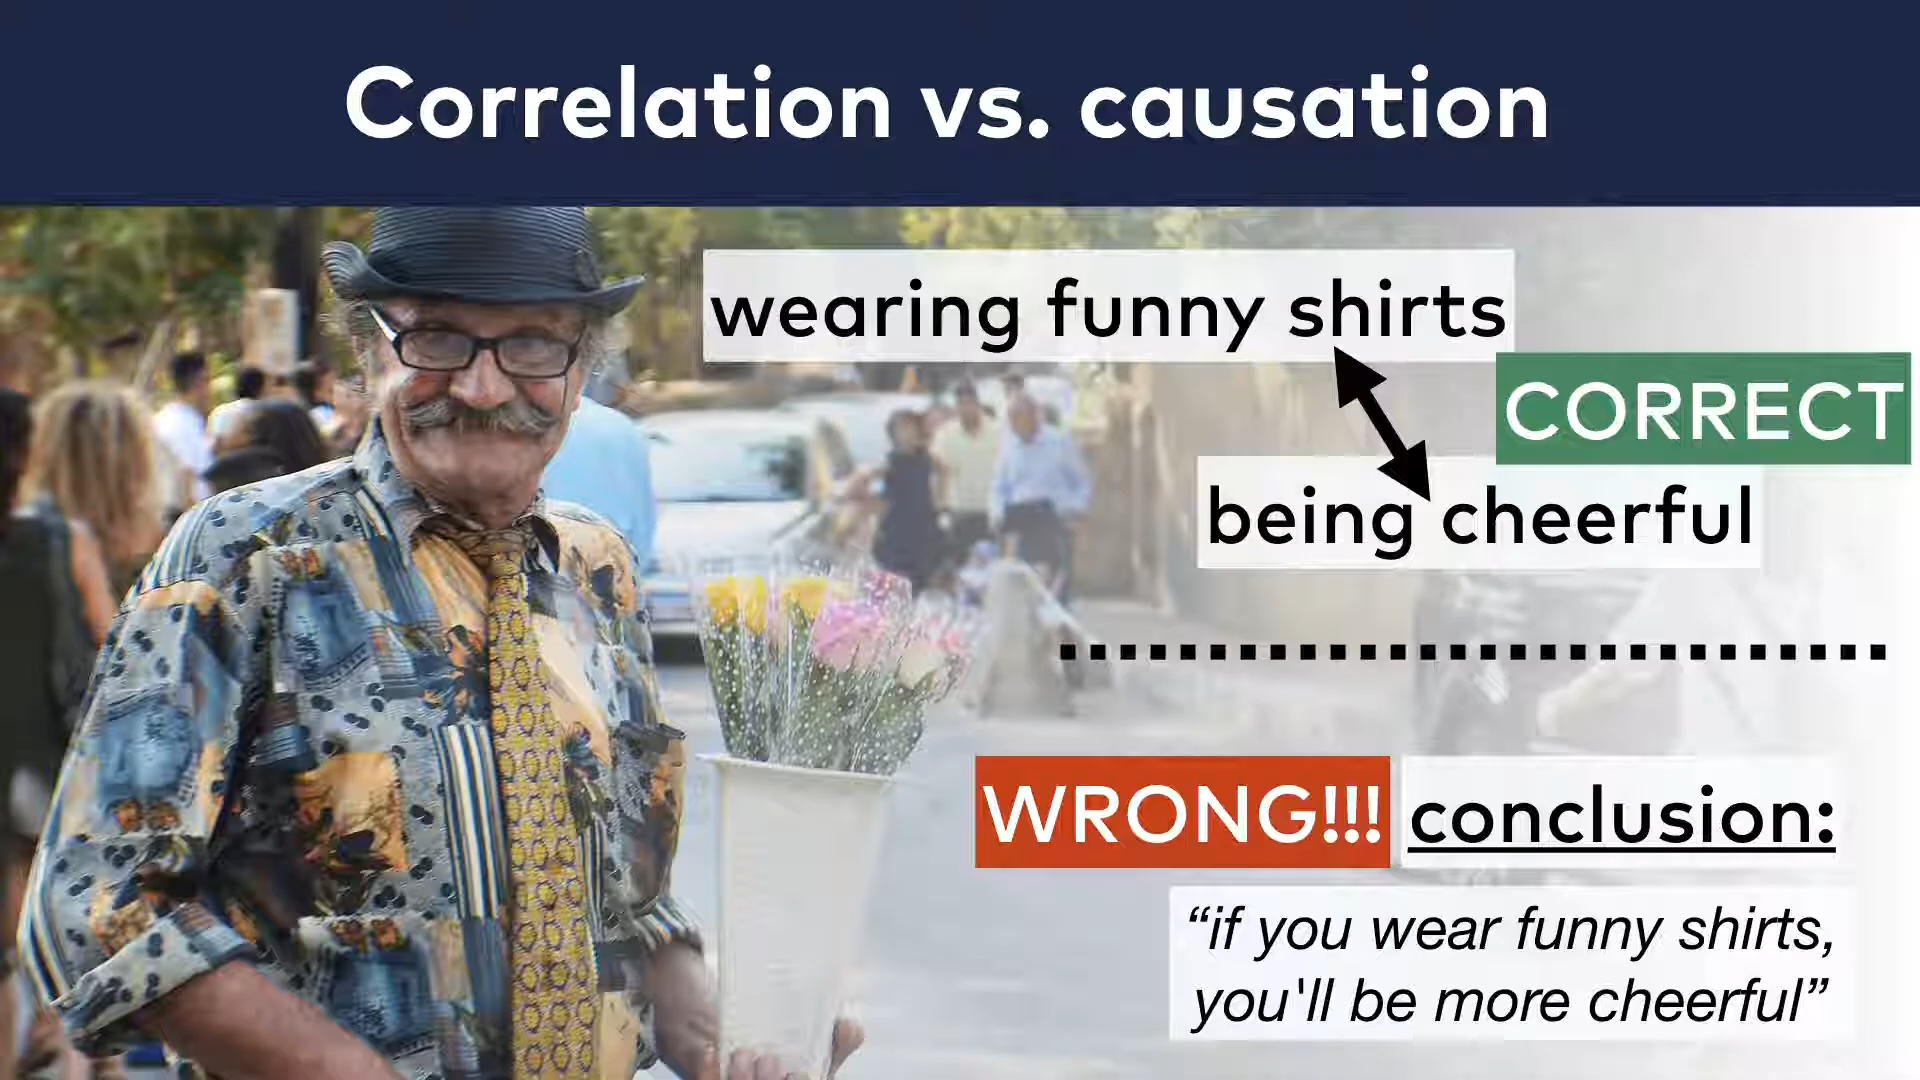 Correlation vs. causation
wearing funny shirts
CORRECT
being cheerful
WRONG!!! conclusion:
“if you wear funny shirts,
you'll be more cheerful”